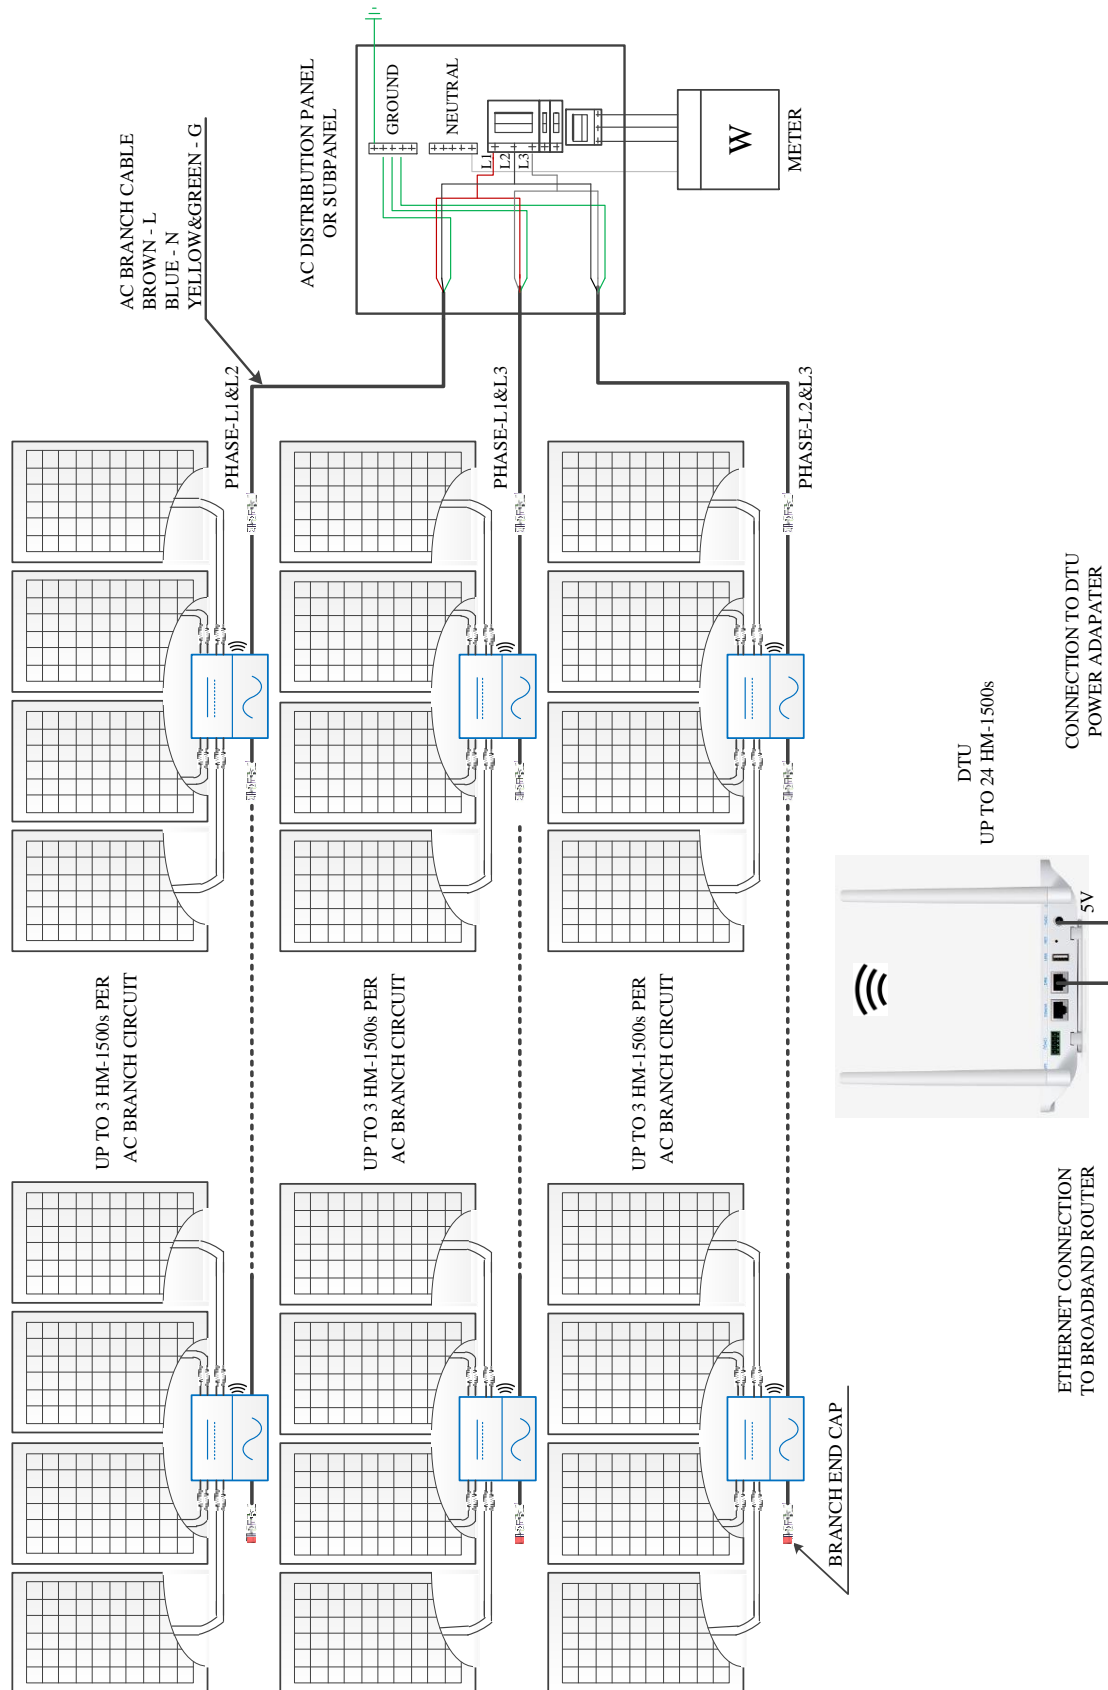 AC BRANCH CABLE
BROWN - L
BLUE - N
YELLOW&GREEN - G
AC DISTRIBUTION PANEL
OR SUBPANEL
GROUND
NEUTRAL
L1
L2
L3
W
METER
PHASE-L1&L2
PHASE-L1&L3
PHASE-L2&L3
UP TO 3 HM-1500s PER
AC BRANCH CIRCUIT
UP TO 3 HM-1500s PER
AC BRANCH CIRCUIT
UP TO 3 HM-1500s PER
AC BRANCH CIRCUIT
BRANCH END CAP
DTU
UP TO 24 HM-1500s
5V
CONNECTION TO DTU
POWER ADAPATER
ETHERNET CONNECTION
TO BROADBAND ROUTER